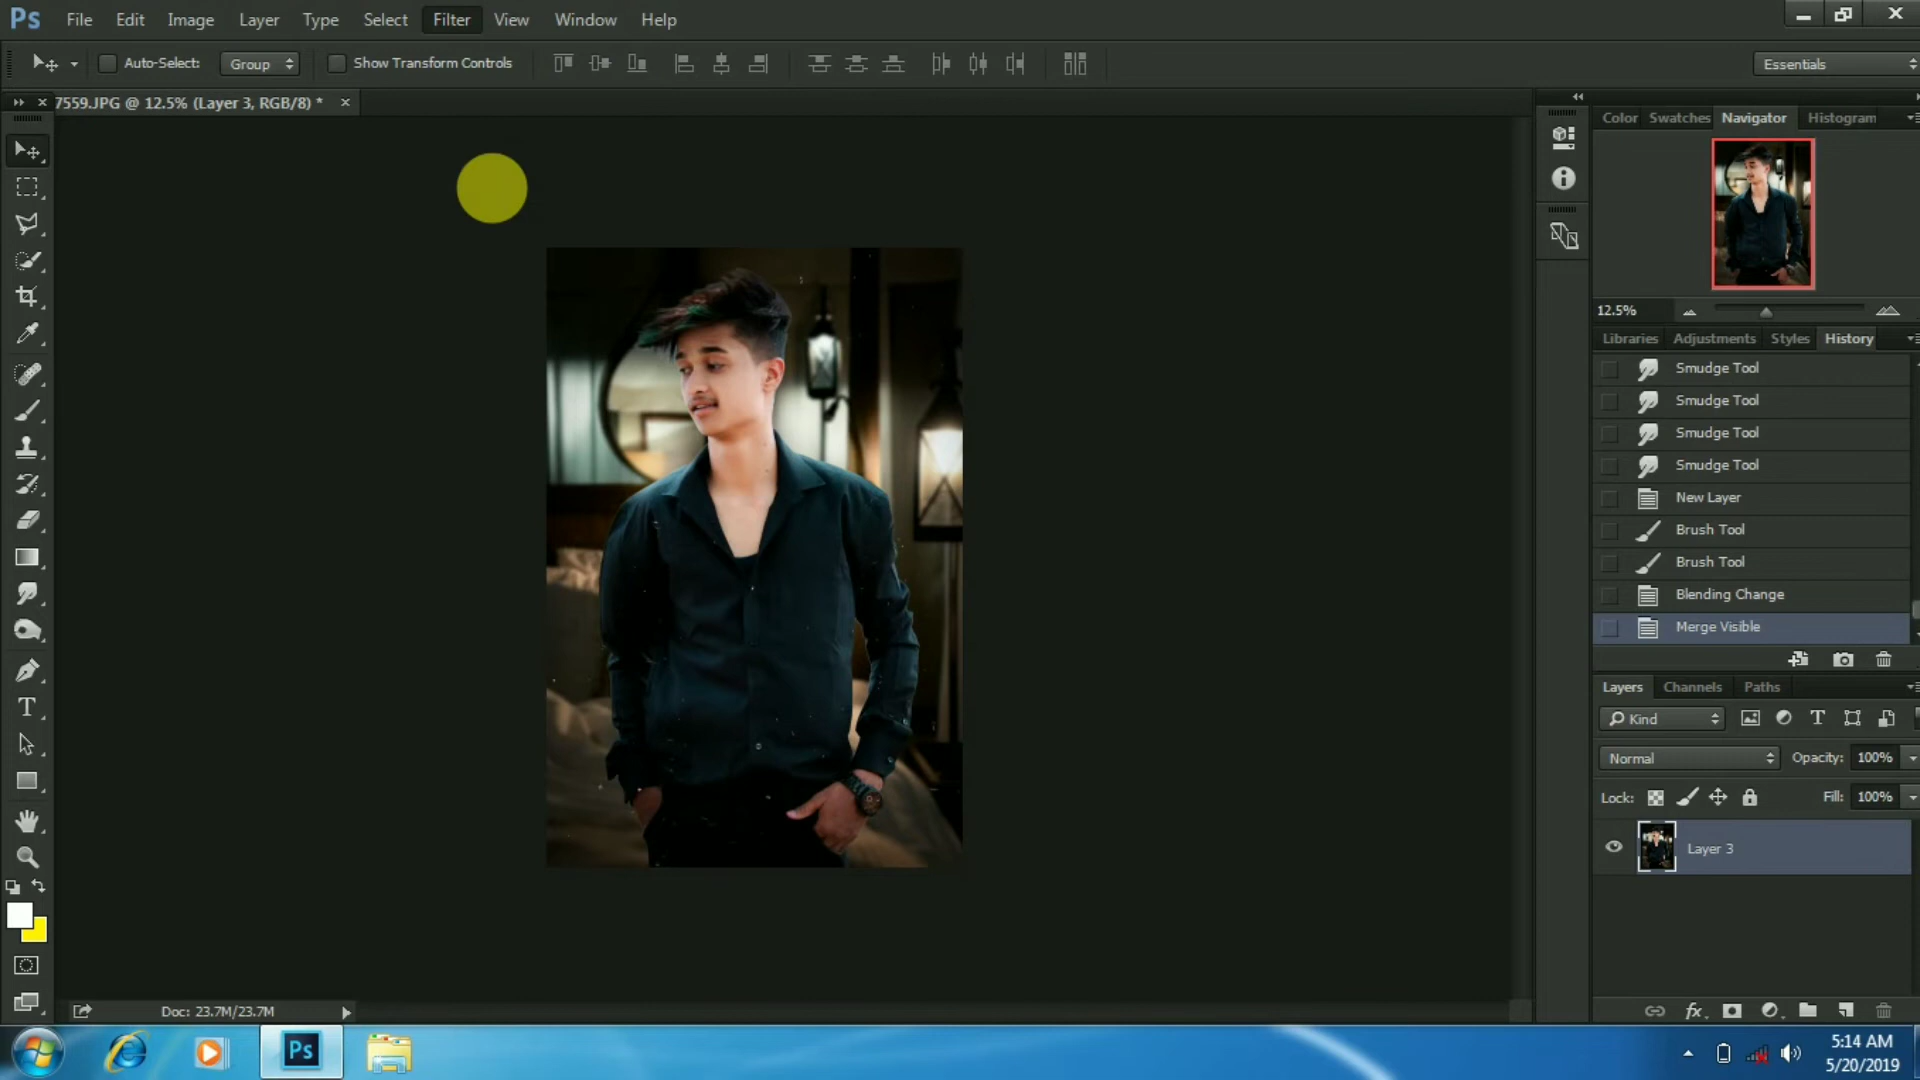 Ps File Edit Image Layer Type Select Filter View Window Help
Auto-Select: Group Show Transform Controls Essentials
7559.JPG @ 12.5% (Layer 3, RGB/8) *
Color Swatches Navigator Histogram
12.5%
Libraries Adjustments Styles History
Smudge Tool
Smudge Tool
Smudge Tool
Smudge Tool
New Layer
Brush Tool
Brush Tool
Blending Change
Merge Visible
Layers Channels Paths
Kind
Normal Opacity: 100%
Lock: Fill: 100%
Layer 3
fx
Doc: 23.7M/23.7M
Ps
5:14 AM
5/20/2019